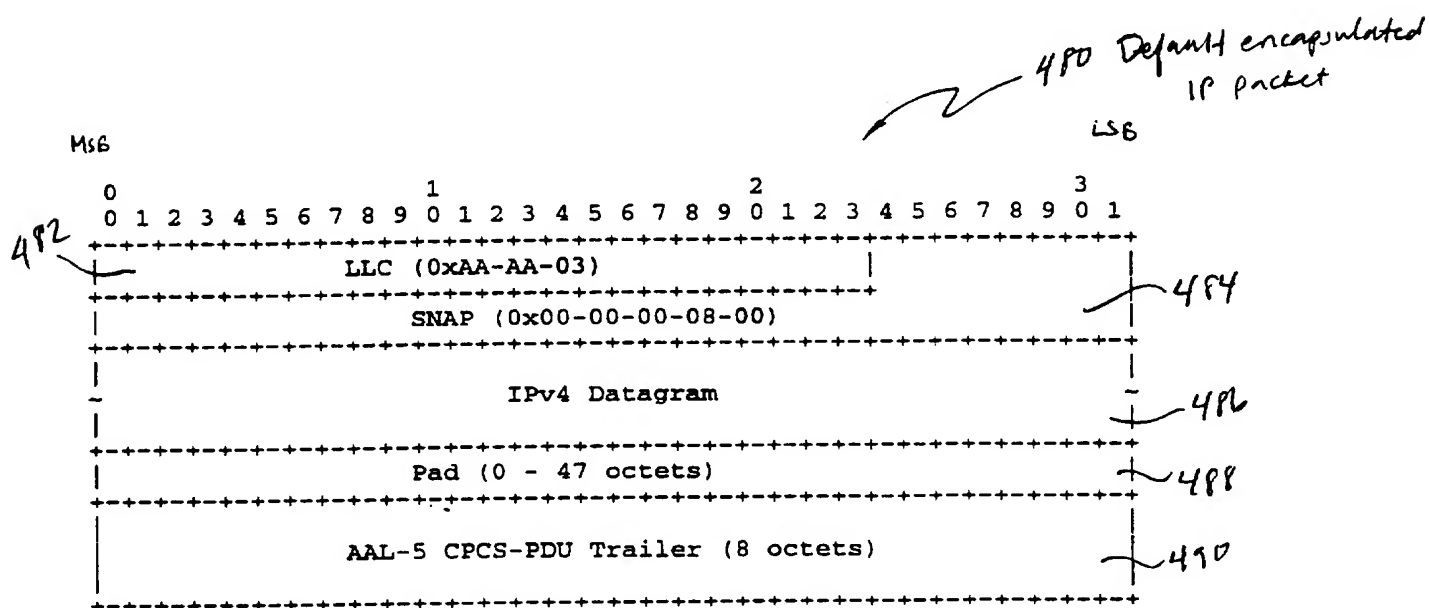 480 Default encapsulated
IP packet
MSB LSB
0 1 2 3
0 1 2 3 4 5 6 7 8 9 0 1 2 3 4 5 6 7 8 9 0 1 2 3 4 5 6 7 8 9 0 1
482
LLC (0xAA-AA-03)
484
SNAP (0x00-00-00-08-00)
IPv4 Datagram
486
Pad (0 - 47 octets)
488
AAL-5 CPCS-PDU Trailer (8 octets)
490